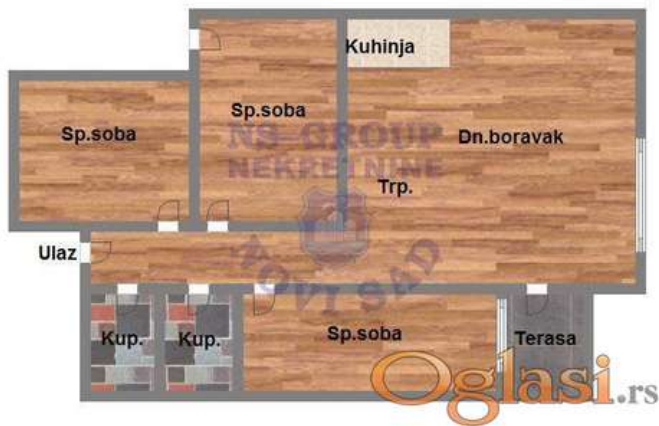 Kuhinja
Sp.soba
Sp.soba
Dn.boravak
NS-GROUP
NEKRETNINE
Trp.
NOVI SAD
Ulaz
Kup.
Kup.
Sp.soba
Terasa
Oglasi.rs